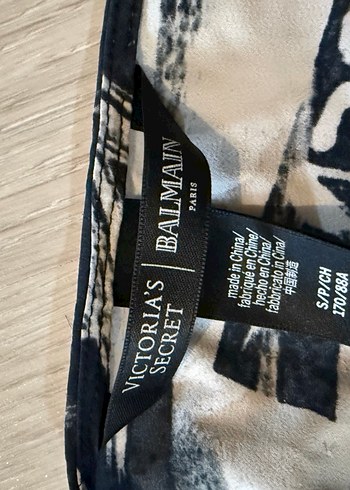 VICTORIA'S
SECRET
BALMAIN
PARIS
made in China/
fabriqué en Chine/
hecho en China/
fabbricato in Cina/
中国制造
S/P/CH
170/88A